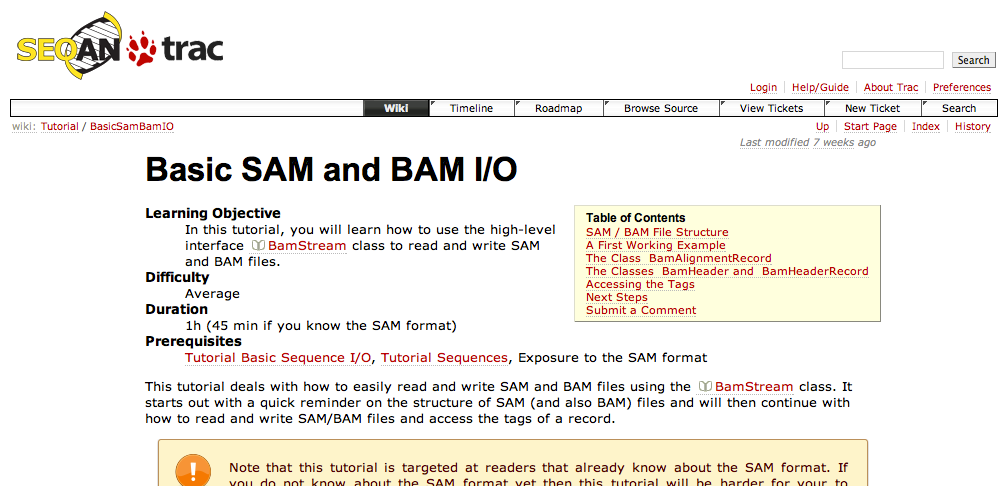 SEQAN trac
Search
Login Help/Guide About Trac Preferences
Wiki Timeline Roadmap Browse Source View Tickets New Ticket Search
wiki: Tutorial / BasicSamBamIO
Up Start Page Index History
Last modified 7 weeks ago
Basic SAM and BAM I/O
Learning Objective
In this tutorial, you will learn how to use the high-level
interface BamStream class to read and write SAM
and BAM files.
Difficulty
Average
Duration
1h (45 min if you know the SAM format)
Prerequisites
Tutorial Basic Sequence I/O, Tutorial Sequences, Exposure to the SAM format
Table of Contents
SAM / BAM File Structure
A First Working Example
The Class BamAlignmentRecord
The Classes BamHeader and BamHeaderRecord
Accessing the Tags
Next Steps
Submit a Comment
This tutorial deals with how to easily read and write SAM and BAM files using the BamStream class. It
starts out with a quick reminder on the structure of SAM (and also BAM) files and will then continue with
how to read and write SAM/BAM files and access the tags of a record.
Note that this tutorial is targeted at readers that already know about the SAM format. If
you do not know about the SAM format yet then this tutorial will be harder for your to